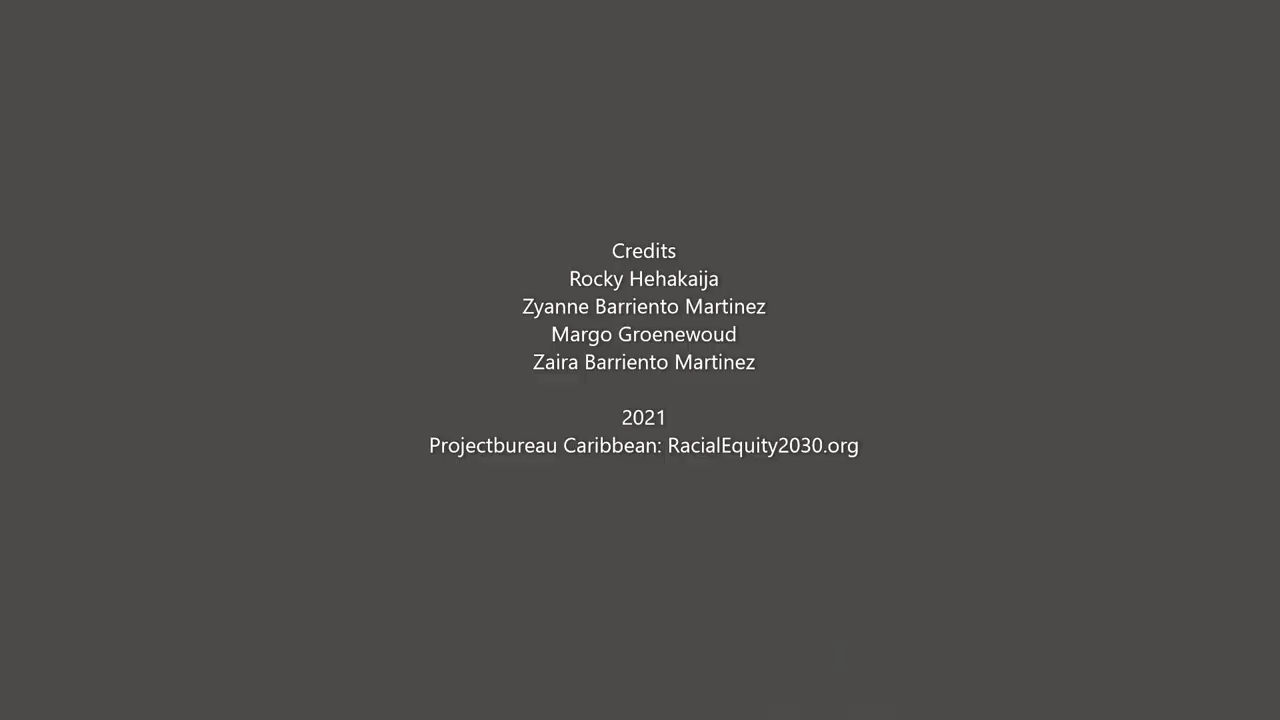 Credits
Rocky Hehakaija
Zyanne Barriento Martinez
Margo Groenewoud
Zaira Barriento Martinez
2021
Projectbureau Caribbean: RacialEquity2030.org